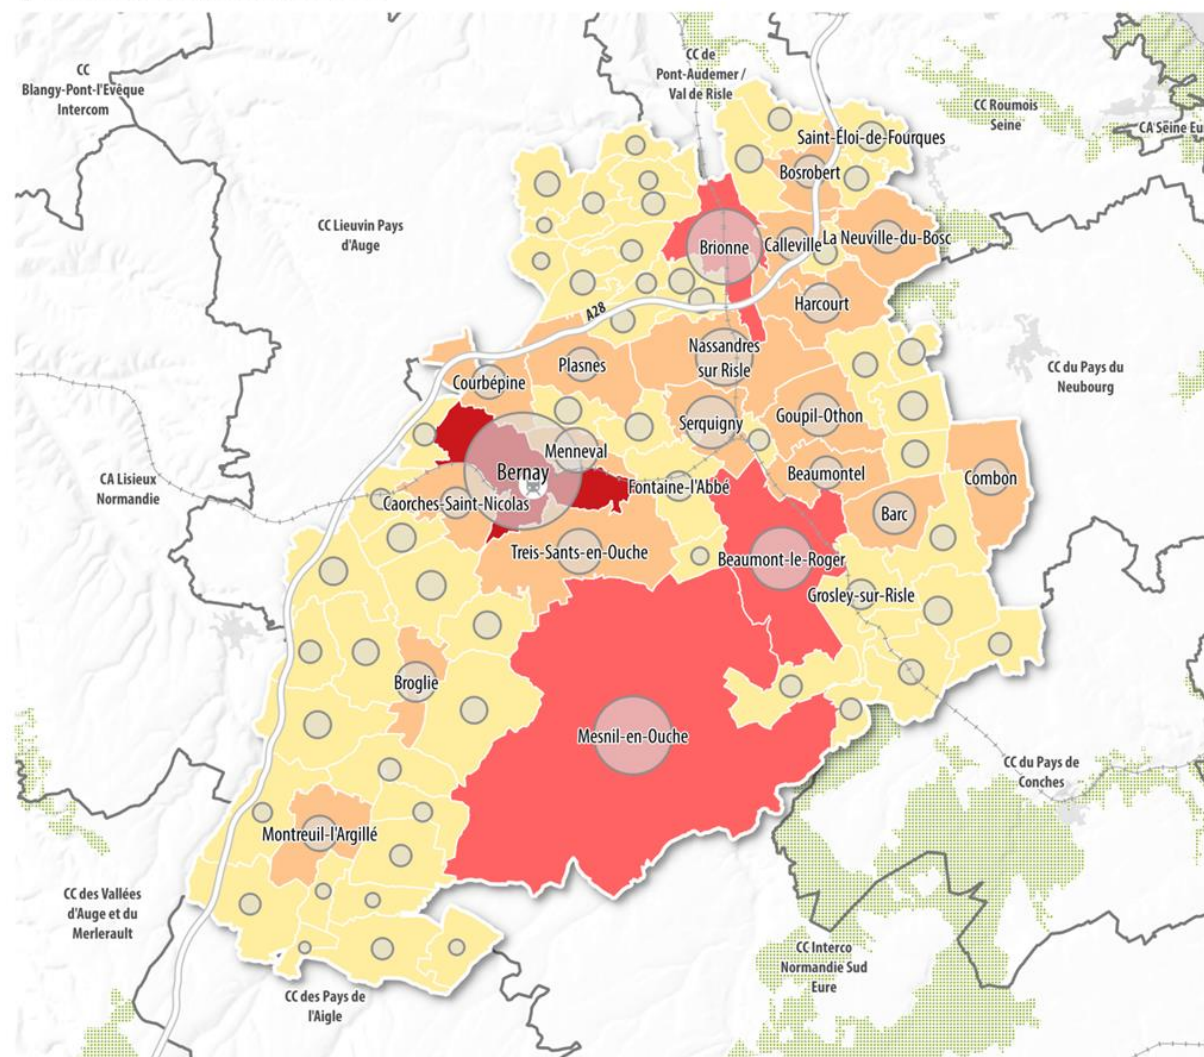 CC
Blangy-Pont-l'Evêque
Intercom
CC de
Pont-Audemer /
Val de Risle
CC Roumois
Seine
CA Seine Eu
Saint-Éloi-de-Fourques
Bosrobert
CC Lieuvin Pays
d'Auge
Brionne
Calleville
La Neuville-du-Bosc
Harcourt
A28
Nassandres
sur Risle
Plasnes
Courbépine
CC du Pays du
Neubourg
Serquigny
Goupil-Othon
Menneval
Bernay
CA Lisieux
Normandie
Fontaine-l'Abbé
Beaumontel
Combon
Caorches-Saint-Nicolas
Barc
Treis-Sants-en-Ouche
Beaumont-le-Roger
Grosley-sur-Risle
Broglie
Mesnil-en-Ouche
CC du Pays de
Conches
Montreuil-l'Argillé
CC des Vallées
d'Auge et du
Merlerault
CC Interco
Normandie Sud
Eure
CC des Pays de
l'Aigle